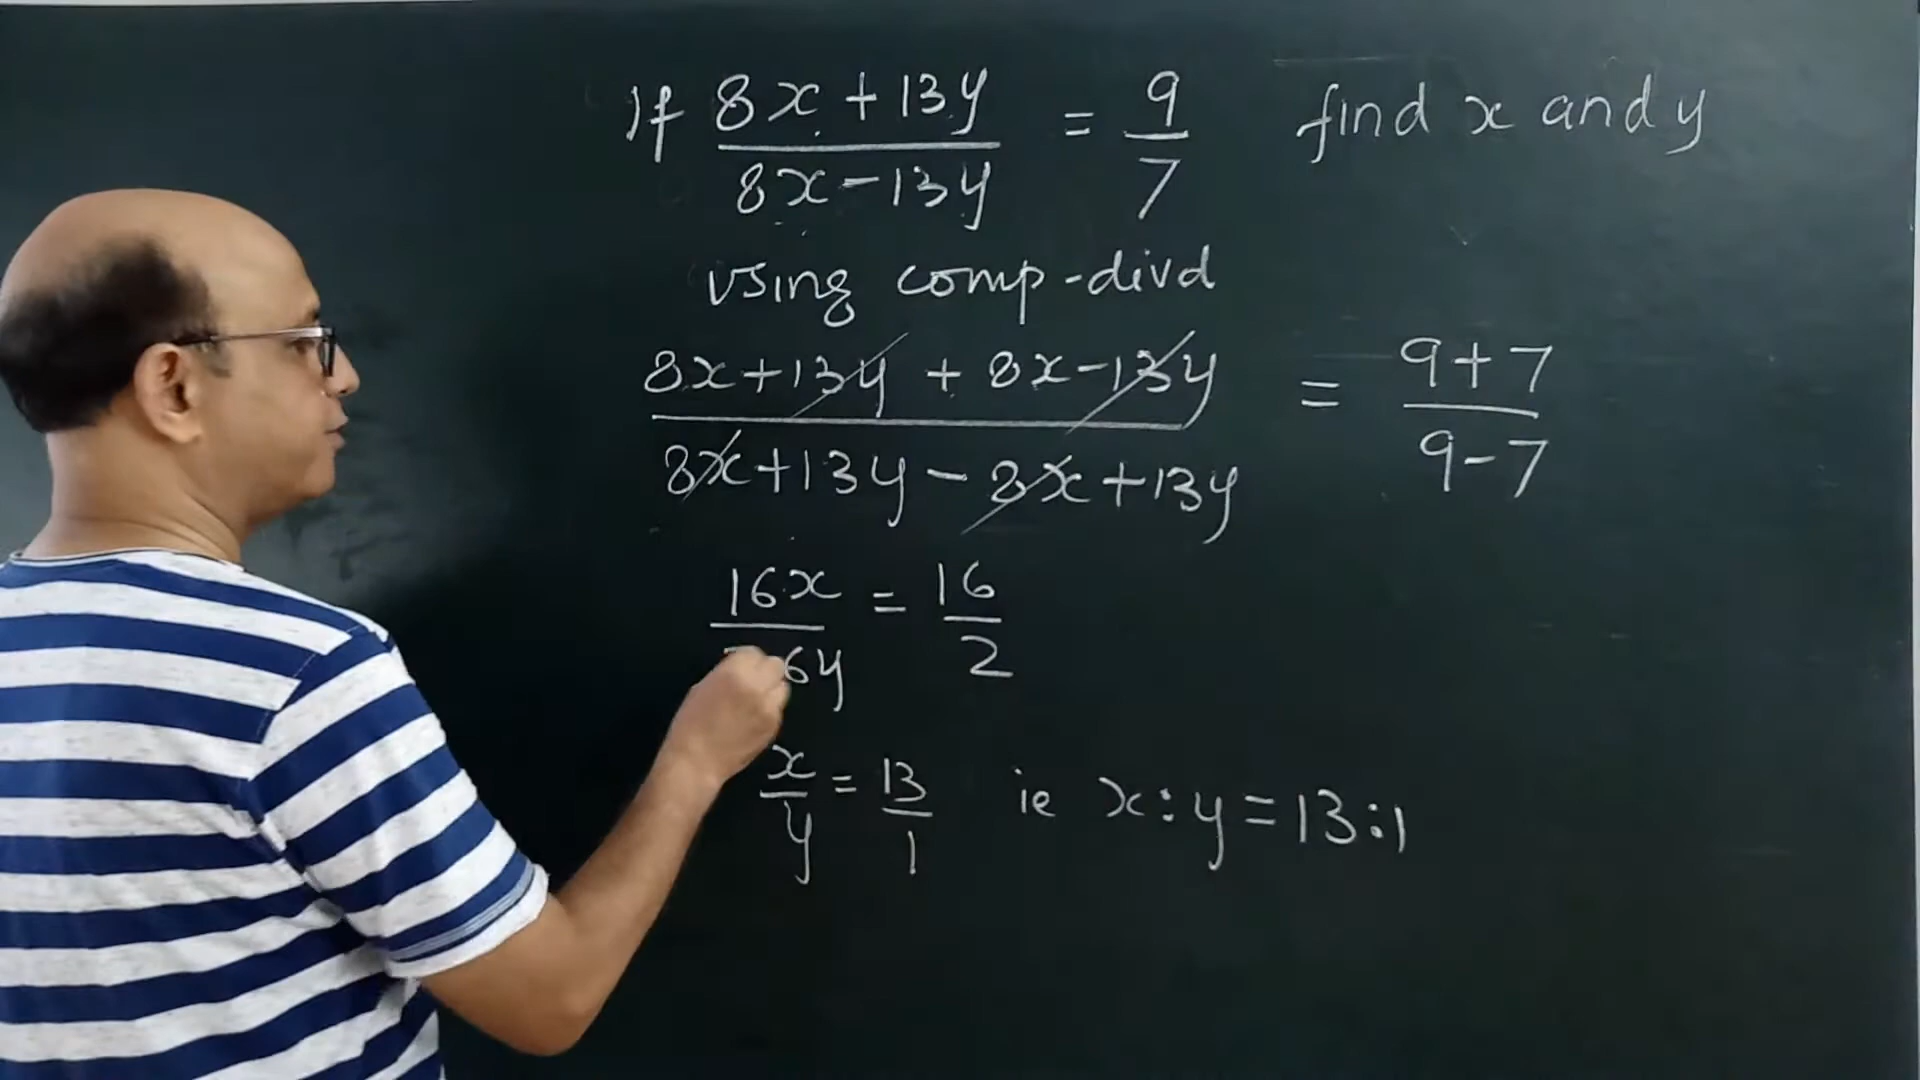 If 8x + 13y / 8x - 13y = 9/7 find x and y
using comp-divd
8x + 13y + 8x - 13y / 8x + 13y - 8x + 13y = 9+7 / 9-7
16x / 6y = 16/2
x/y = 13/1 ie x : y = 13 : 1